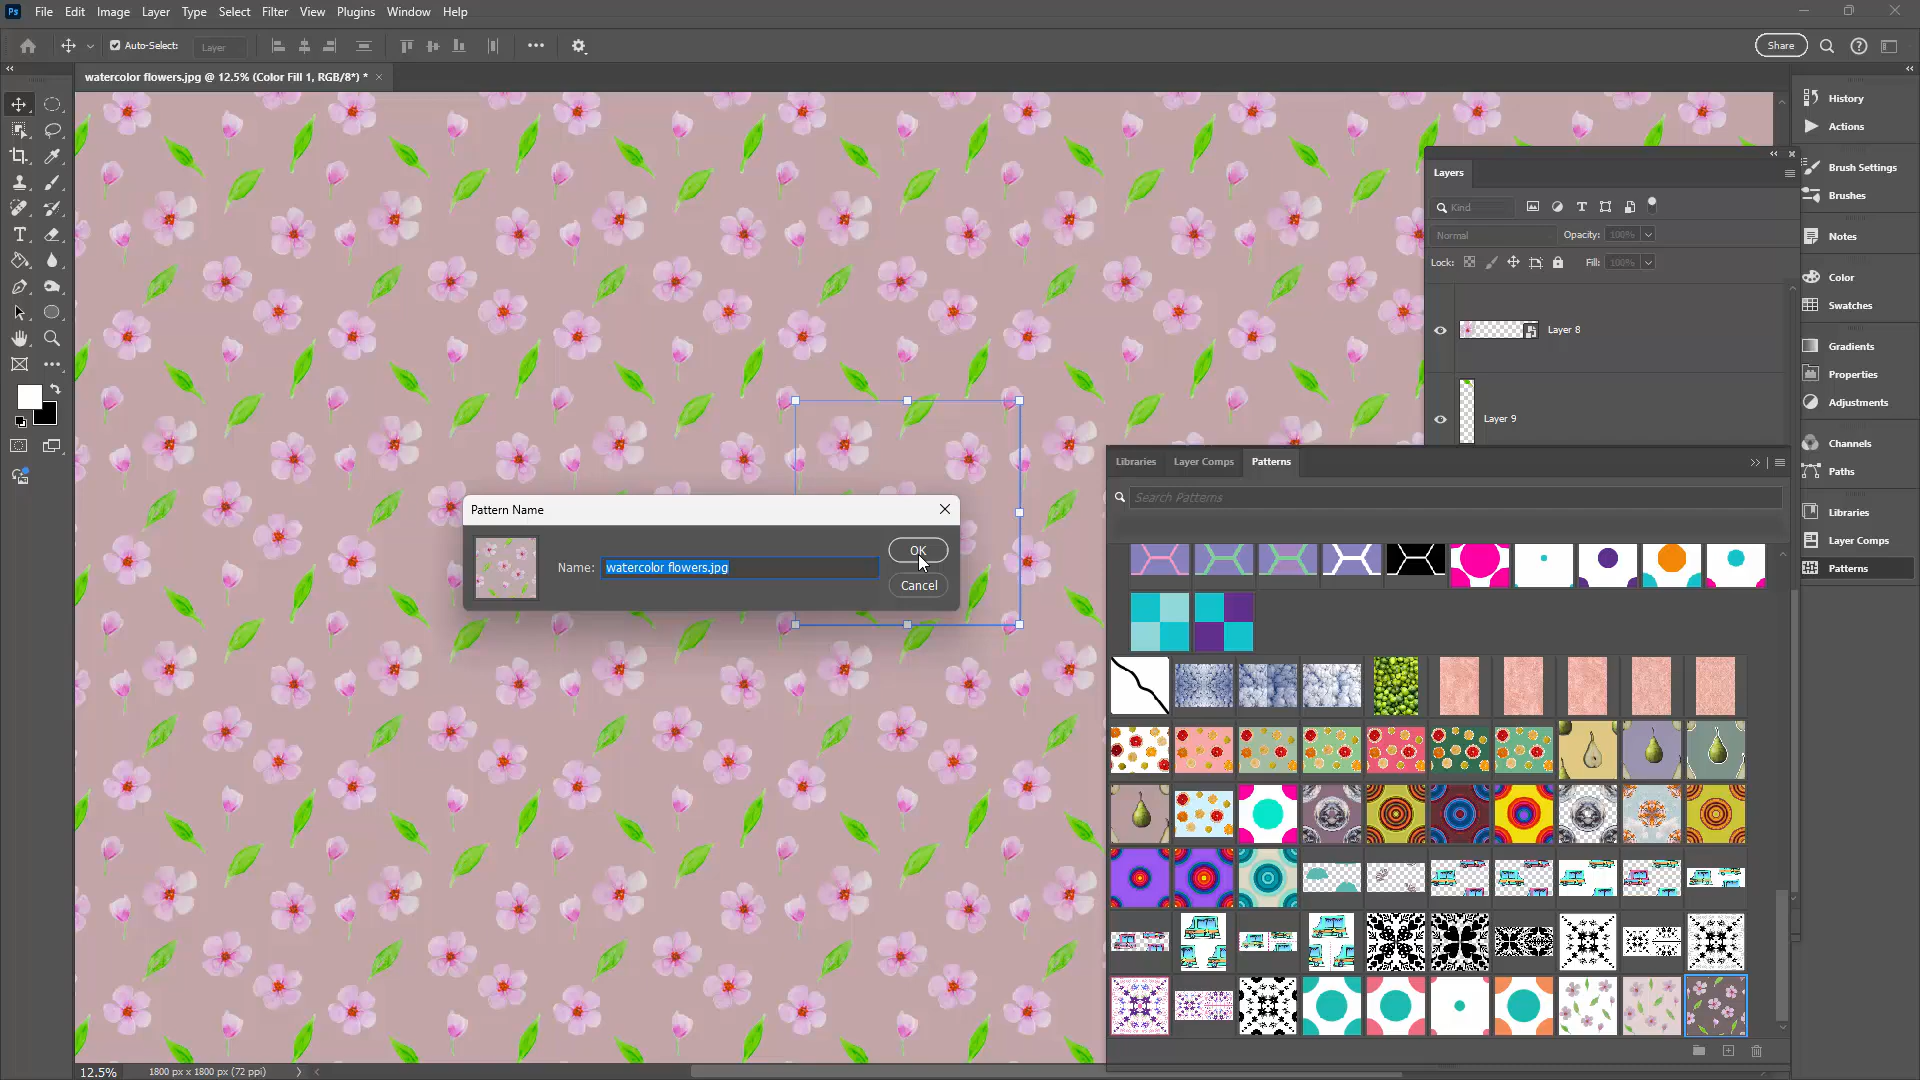 Ps File Edit Image Layer Type Select Filter View Plugins Window Help
Auto-Select: Layer
Share
watercolor flowers.jpg @ 12.5% (Color Fill 1, RGB/8*) *
History
Actions
Brush Settings
Brushes
Notes
Color
Swatches
Gradients
Properties
Adjustments
Channels
Paths
Libraries
Layer Comps
Patterns
Layers
Kind
Normal Opacity: 100%
Lock: Fill: 100%
Layer 8
Layer 9
Libraries Layer Comps Patterns
Search Patterns
Pattern Name
Name: watercolor flowers.jpg
OK
Cancel
12.5% 1800 px x 1800 px (72 ppi)